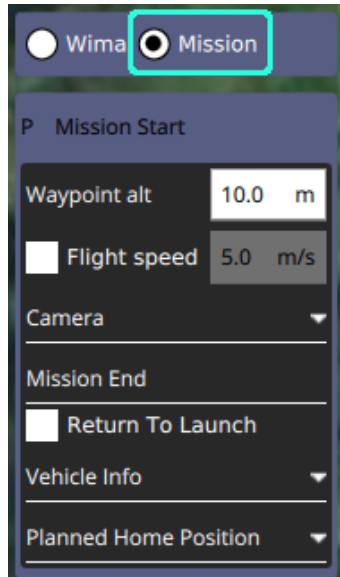 Wima Mission
P Mission Start
Waypoint alt 10.0 m
Flight speed 5.0 m/s
Camera
Mission End
Return To Launch
Vehicle Info
Planned Home Position